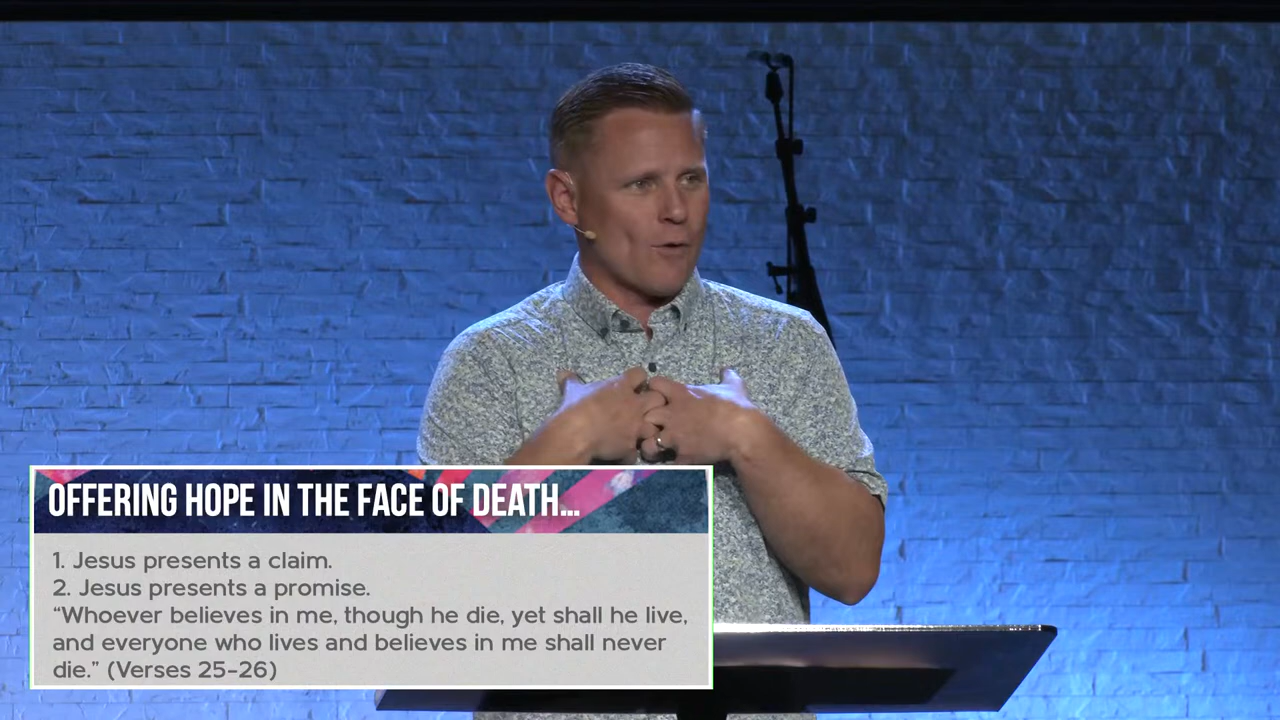 OFFERING HOPE IN THE FACE OF DEATH...
1. Jesus presents a claim.
2. Jesus presents a promise.
“Whoever believes in me, though he die, yet shall he live,
and everyone who lives and believes in me shall never
die.” (Verses 25-26)